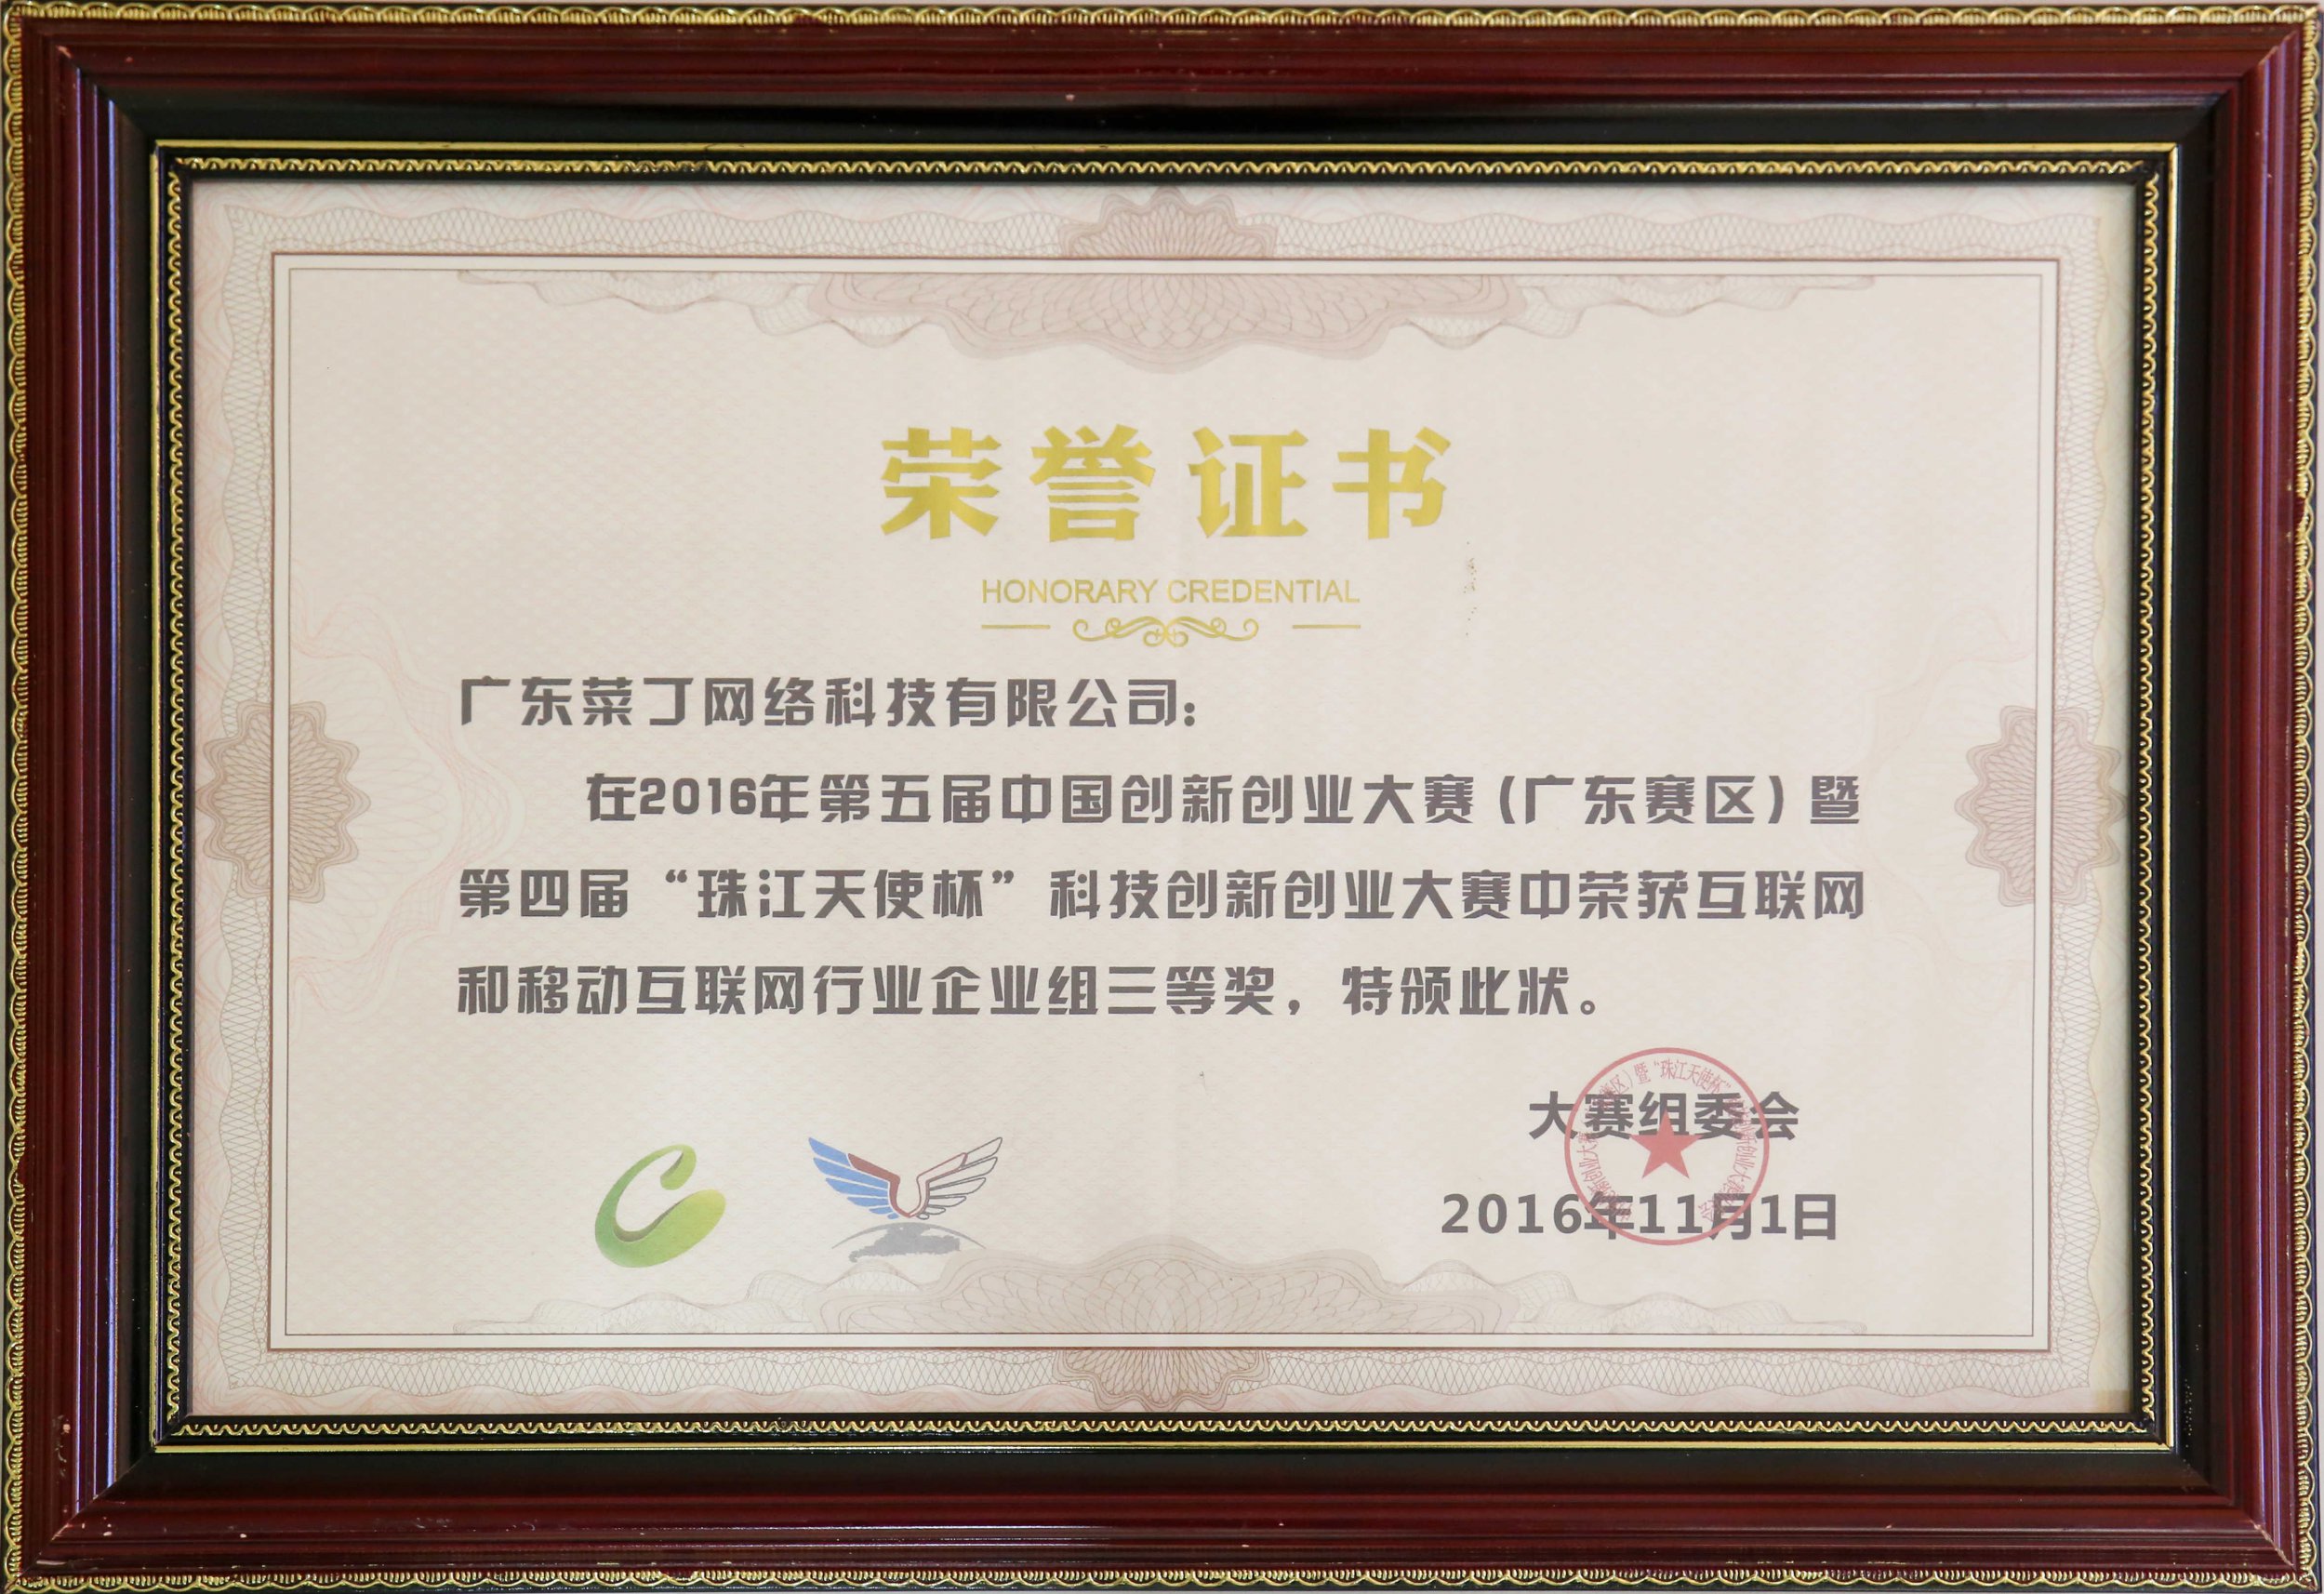 荣誉证书
HONORARY CREDENTIAL
广东菜丁网络科技有限公司：
在2016年第五届中国创新创业大赛（广东赛区）暨
第四届“珠江天使杯”科技创新创业大赛中荣获互联网
和移动互联网行业企业组三等奖，特颁此状。
大赛组委会
2016年11月1日